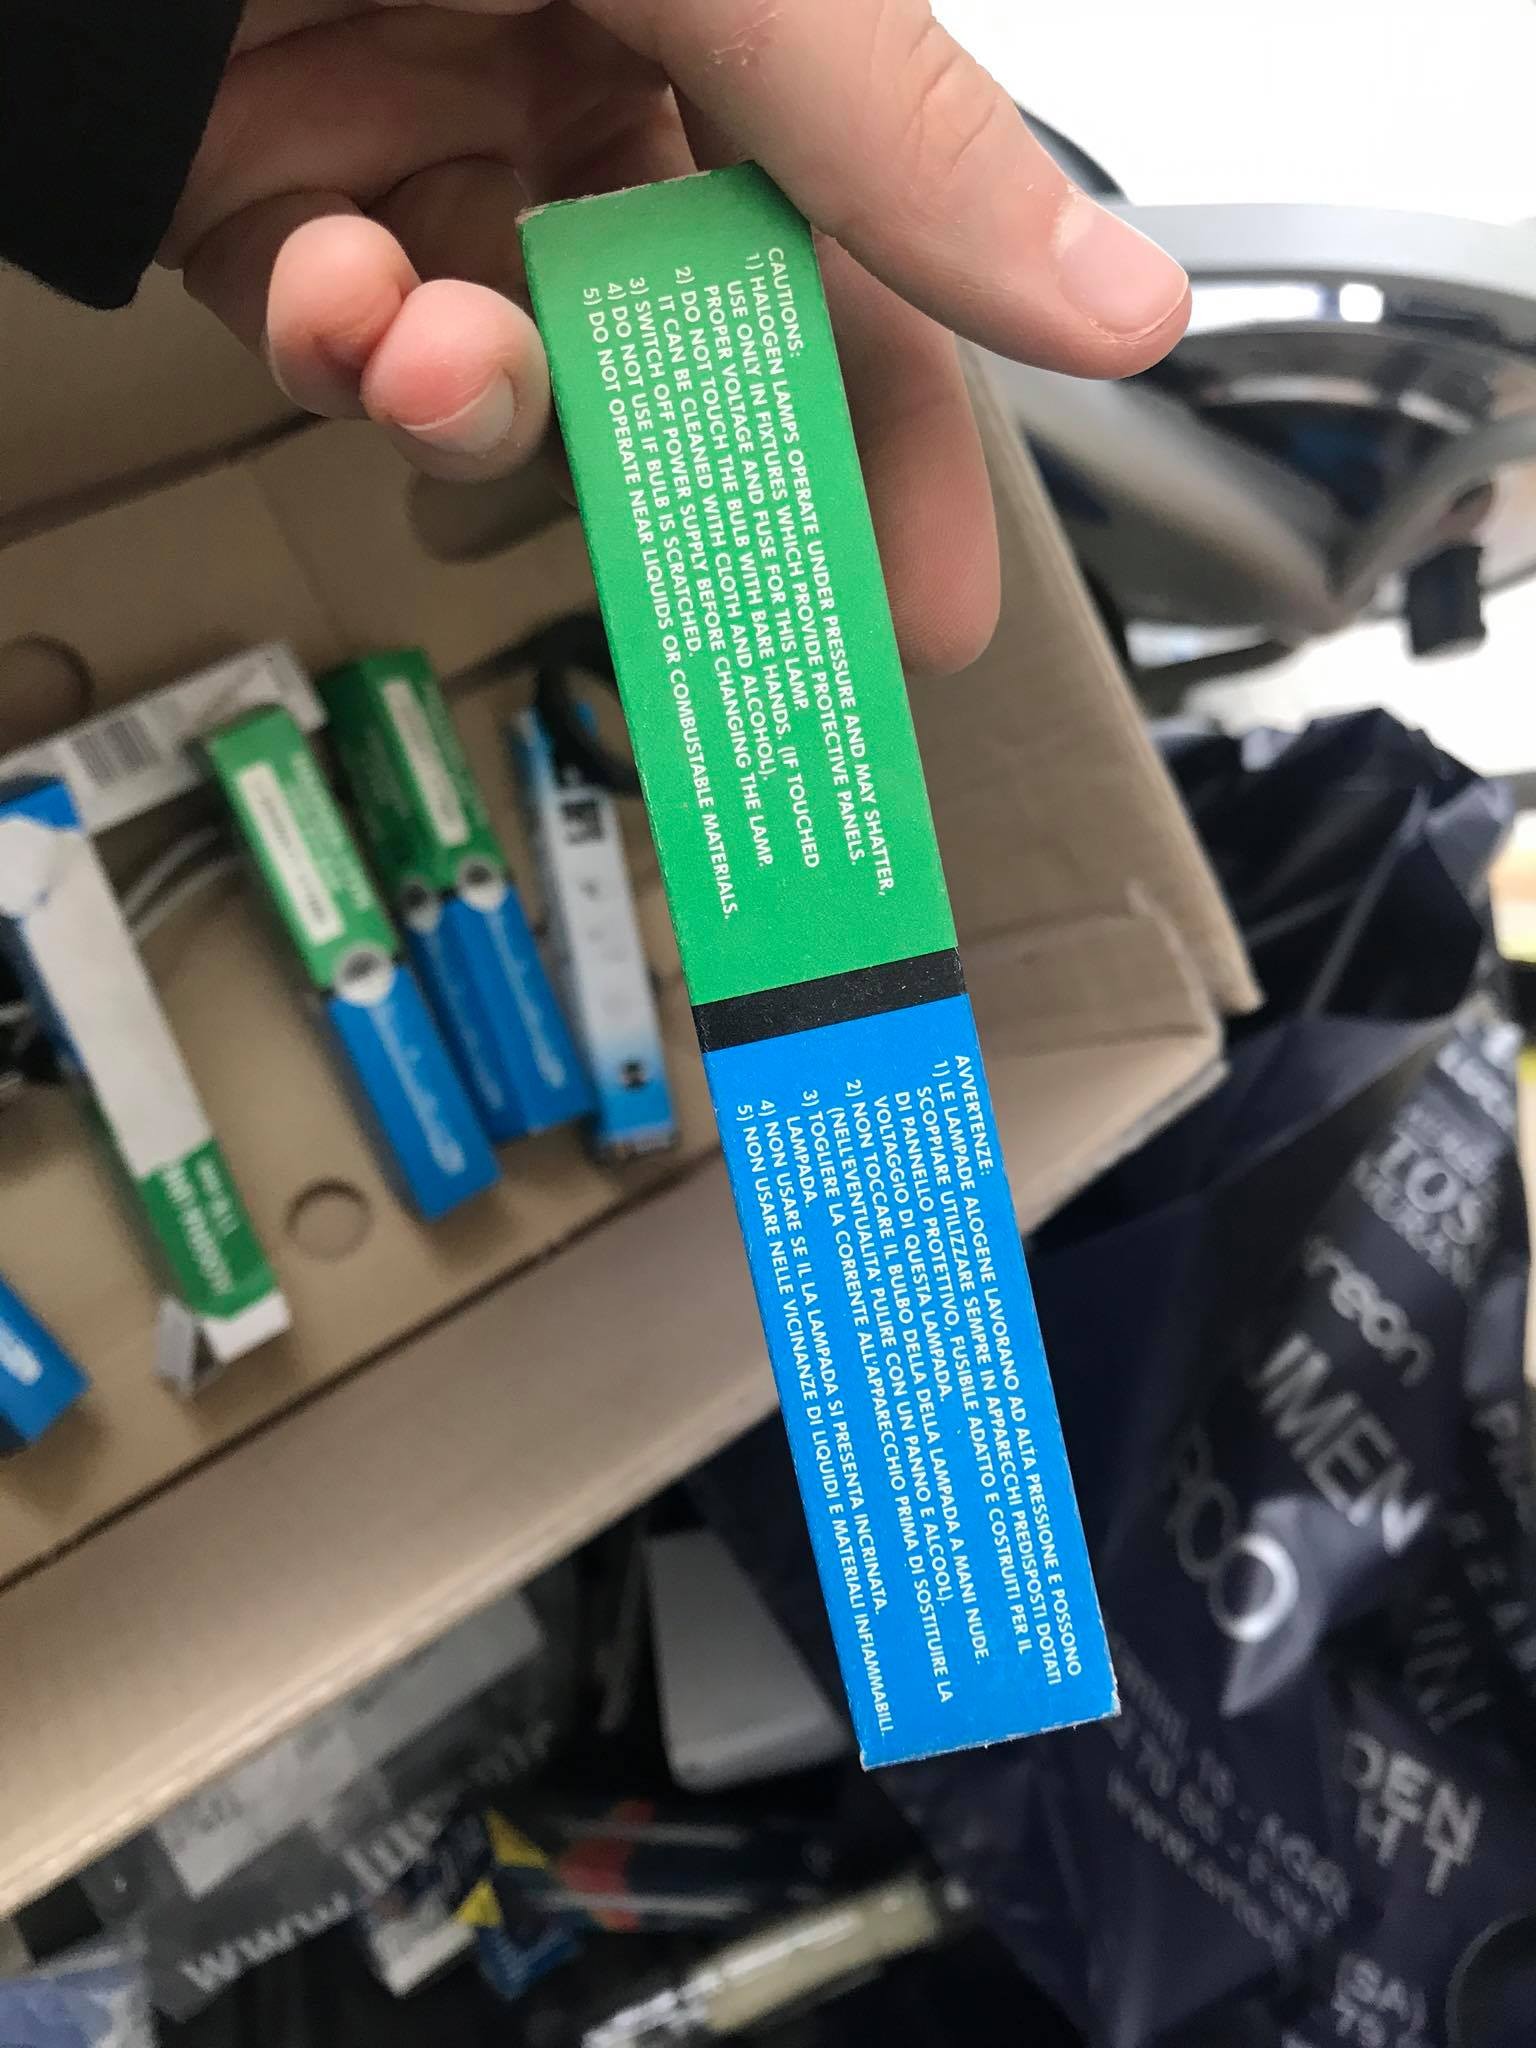 CAUTIONS:
1) HALOGEN LAMPS OPERATE UNDER PRESSURE AND MAY SHATTER,
USE ONLY IN FIXTURES WHICH PROVIDE PROTECTIVE PANELS.
PROPER VOLTAGE AND FUSE FOR THIS LAMP.
2) DO NOT TOUCH THE BULB WITH BARE HANDS. (IF TOUCHED
IT CAN BE CLEANED WITH CLOTH AND ALCOHOL).
3) SWITCH OFF POWER SUPPLY BEFORE CHANGING THE LAMP.
4) DO NOT USE IF BULB IS SCRATCHED.
5) DO NOT OPERATE NEAR LIQUIDS OR COMBUSTABLE MATERIALS.
AVVERTENZE:
1) LE LAMPADE ALOGENE LAVORANO AD ALTA PRESSIONE E POSSONO
SCOPPIARE UTILIZZARE SEMPRE IN APPARECCHI PREDISPOSTI DOTATI
DI PANNELLO PROTETTIVO, FUSIBILE ADATTO E COSTRUITI PER IL
VOLTAGGIO DI QUESTA LAMPADA.
2) NON TOCCARE IL BULBO DELLA DELLA LAMPADA A MANI NUDE.
(NELL'EVENTUALITA' PULIRE CON UN PANNO E ALCOOL).
3) TOGLIERE LA CORRENTE ALL'APPARECCHIO PRIMA DI SOSTITUIRE LA
LAMPADA.
4) NON USARE SE IL LA LAMPADA SI PRESENTA INCRINATA.
5) NON USARE NELLE VICINANZE DI LIQUIDI E MATERIALI INFIAMMABILI.